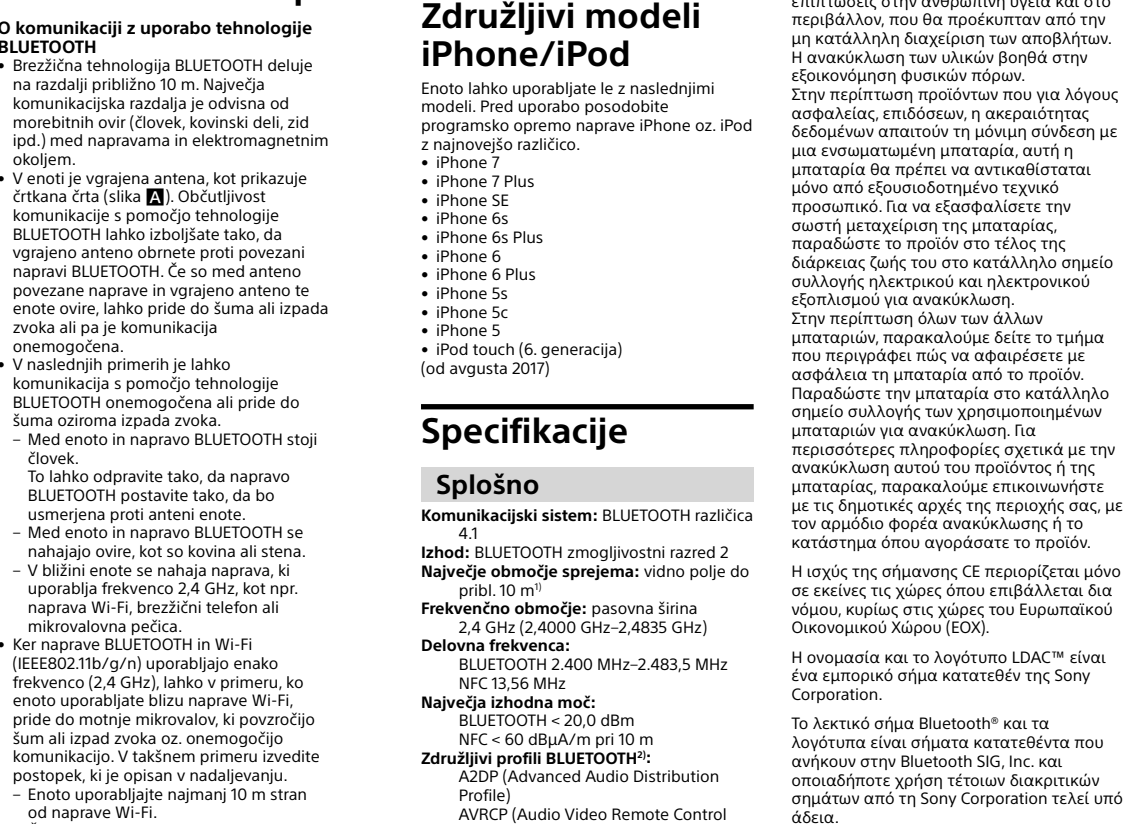 O komunikaciji z uporabo tehnologije
BLUETOOTH
• Brezžična tehnologija BLUETOOTH deluje
na razdalji približno 10 m. Največja
komunikacijska razdalja je odvisna od
morebitnih ovir (človek, kovinski deli, zid
ipd.) med napravama in elektromagnetnim
okoljem.
• V enoti je vgrajena antena, kot prikazuje
črtkana črta (slika A). Občutljivost
komunikacije s pomočjo tehnologije
BLUETOOTH lahko izboljšate tako, da
vgrajeno anteno obrnete proti povezani
napravi BLUETOOTH. Če so med anteno
povezane naprave in vgrajeno anteno te
enote ovire, lahko pride do šuma ali izpada
zvoka ali pa je komunikacija
onemogočena.
• V naslednjih primerih je lahko
komunikacija s pomočjo tehnologije
BLUETOOTH onemogočena ali pride do
šuma oziroma izpada zvoka.
– Med enoto in napravo BLUETOOTH stoji
človek.
To lahko odpravite tako, da napravo
BLUETOOTH postavite tako, da bo
usmerjena proti anteni enote.
– Med enoto in napravo BLUETOOTH se
nahajajo ovire, kot so kovina ali stena.
– V bližini enote se nahaja naprava, ki
uporablja frekvenco 2,4 GHz, kot npr.
naprava Wi-Fi, brezžični telefon ali
mikrovalovna pečica.
• Ker naprave BLUETOOTH in Wi-Fi
(IEEE802.11b/g/n) uporabljajo enako
frekvenco (2,4 GHz), lahko v primeru, ko
enoto uporabljate blizu naprave Wi-Fi,
pride do motnje mikrovalov, ki povzročijo
šum ali izpad zvoka oz. onemogočijo
komunikacijo. V takšnem primeru izvedite
postopek, ki je opisan v nadaljevanju.
– Enoto uporabljajte najmanj 10 m stran
od naprave Wi-Fi.
Združljivi modeli
iPhone/iPod
Enoto lahko uporabljate le z naslednjimi
modeli. Pred uporabo posodobite
programsko opremo naprave iPhone oz. iPod
z najnovejšo različico.
• iPhone 7
• iPhone 7 Plus
• iPhone SE
• iPhone 6s
• iPhone 6s Plus
• iPhone 6
• iPhone 6 Plus
• iPhone 5s
• iPhone 5c
• iPhone 5
• iPod touch (6. generacija)
(od avgusta 2017)
Specifikacije
Splošno
Komunikacijski sistem: BLUETOOTH različica
4.1
Izhod: BLUETOOTH zmogljivostni razred 2
Največje območje sprejema: vidno polje do
pribl. 10 m1)
Frekvenčno območje: pasovna širina
2,4 GHz (2,4000 GHz–2,4835 GHz)
Delovna frekvenca:
BLUETOOTH 2.400 MHz–2.483,5 MHz
NFC 13,56 MHz
Največja izhodna moč:
BLUETOOTH < 20,0 dBm
NFC < 60 dBμA/m pri 10 m
Združljivi profili BLUETOOTH2):
A2DP (Advanced Audio Distribution
Profile)
AVRCP (Audio Video Remote Control
επιπτώσεις στην ανθρώπινη υγεία και στο
περιβάλλον, που θα προέκυπταν από την
μη κατάλληλη διαχείριση των αποβλήτων.
Η ανακύκλωση των υλικών βοηθά στην
εξοικονόμηση φυσικών πόρων.
Στην περίπτωση προϊόντων που για λόγους
ασφαλείας, επιδόσεων, η ακεραιότητας
δεδομένων απαιτούν τη μόνιμη σύνδεση με
μια ενσωματωμένη μπαταρία, αυτή η
μπαταρία θα πρέπει να αντικαθίσταται
μόνο από εξουσιοδοτημένο τεχνικό
προσωπικό. Για να εξασφαλίσετε την
σωστή μεταχείριση της μπαταρίας,
παραδώστε το προϊόν στο τέλος της
διάρκειας ζωής του στο κατάλληλο σημείο
συλλογής ηλεκτρικού και ηλεκτρονικού
εξοπλισμού για ανακύκλωση.
Στην περίπτωση όλων των άλλων
μπαταριών, παρακαλούμε δείτε το τμήμα
που περιγράφει πώς να αφαιρέσετε με
ασφάλεια τη μπαταρία από το προϊόν.
Παραδώστε την μπαταρία στο κατάλληλο
σημείο συλλογής των χρησιμοποιημένων
μπαταριών για ανακύκλωση. Για
περισσότερες πληροφορίες σχετικά με την
ανακύκλωση αυτού του προϊόντος ή της
μπαταρίας, παρακαλούμε επικοινωνήστε
με τις δημοτικές αρχές της περιοχής σας, με
τον αρμόδιο φορέα ανακύκλωσης ή το
κατάστημα όπου αγοράσατε το προϊόν.
Η ισχύς της σήμανσης CE περιορίζεται μόνο
σε εκείνες τις χώρες όπου επιβάλλεται δια
νόμου, κυρίως στις χώρες του Ευρωπαϊκού
Οικονομικού Χώρου (ΕΟΧ).
Η ονομασία και το λογότυπο LDAC™ είναι
ένα εμπορικό σήμα κατατεθέν της Sony
Corporation.
Το λεκτικό σήμα Bluetooth® και τα
λογότυπα είναι σήματα κατατεθέντα που
ανήκουν στην Bluetooth SIG, Inc. και
οποιαδήποτε χρήση τέτοιων διακριτικών
σημάτων από τη Sony Corporation τελεί υπό
άδεια.